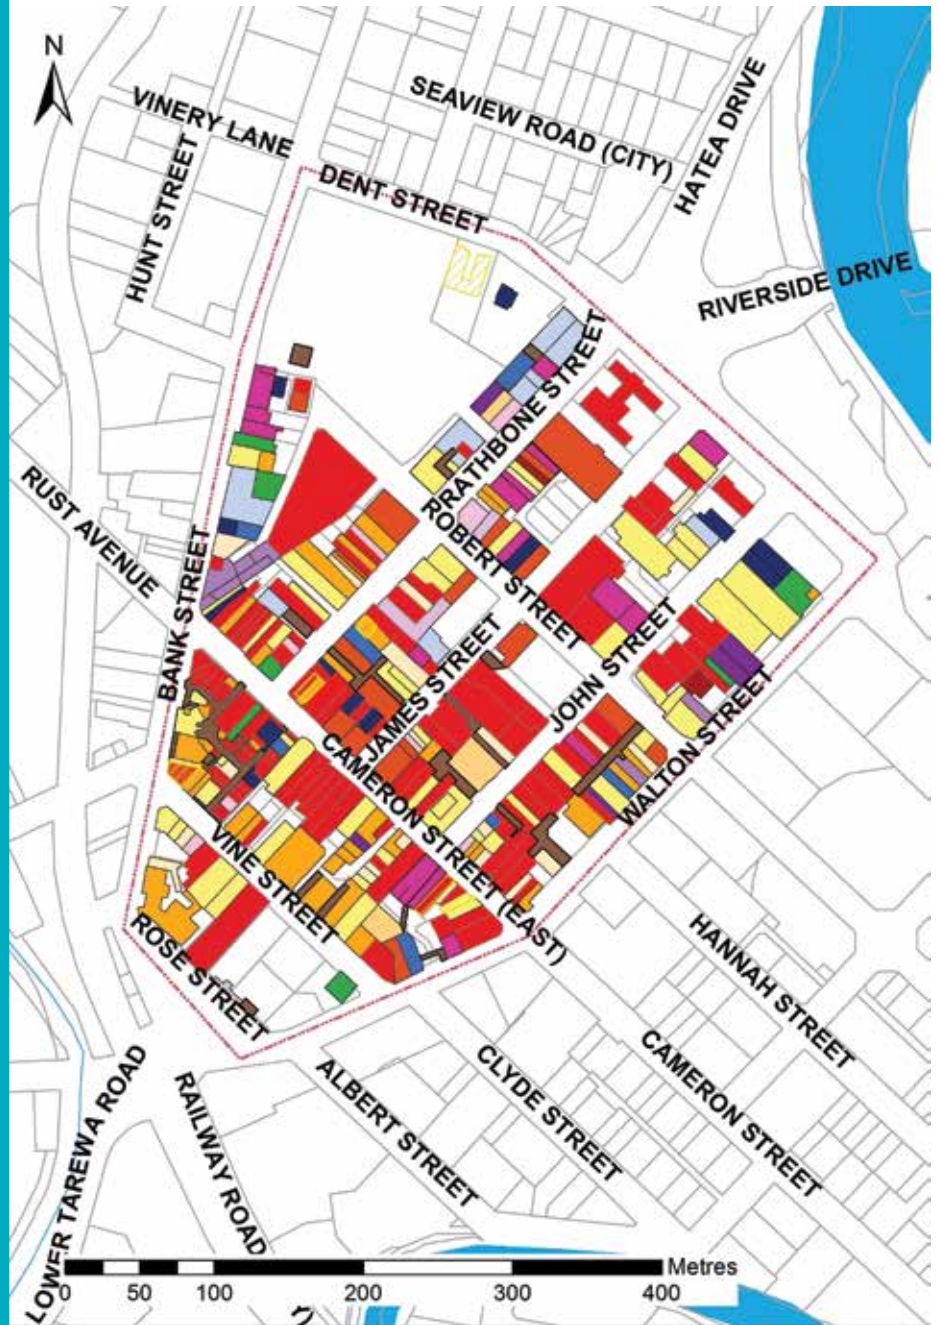 N
VINERY LANE
SEAVIEW ROAD (CITY)
HATEA DRIVE
HUNT STREET
DENT STREET
RIVERSIDE DRIVE
RATHBONE STREET
RUST AVENUE
ROBERT STREET
BANK STREET
JAMES STREET
JOHN STREET
WALTON STREET
CAMERON STREET (EAST)
VINE STREET
ROSE STREET
HANNAH STREET
CAMERON STREET
CLYDE STREET
ALBERT STREET
RAILWAY ROAD
LOWER TAREWA ROAD
Metres
0 50 100 200 300 400